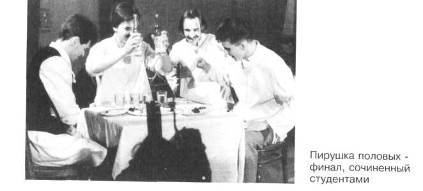 Пирушка половых -
финал, сочиненный
студентами